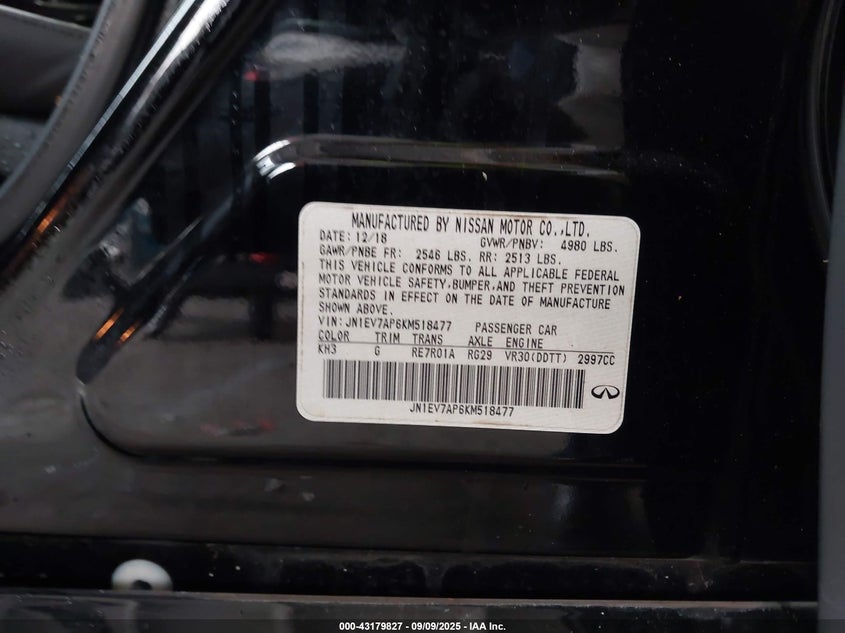 MANUFACTURED BY NISSAN MOTOR CO.,LTD.
DATE: 12/18 GVWR/PNBV: 4980 LBS.
GAWR/PNBE FR: 2546 LBS. RR: 2513 LBS.
THIS VEHICLE CONFORMS TO ALL APPLICABLE FEDERAL
MOTOR VEHICLE SAFETY,BUMPER,AND THEFT PREVENTION
STANDARDS IN EFFECT ON THE DATE OF MANUFACTURE
SHOWN ABOVE.
VIN: JN1EV7AP6KM518477 PASSENGER CAR
COLOR TRIM TRANS AXLE ENGINE
KH3 G RE7R01A RG29 VR30(DDTT) 2997CC
JN1EV7AP6KM518477
000-43179827 - 09/09/2025 - IAA Inc.